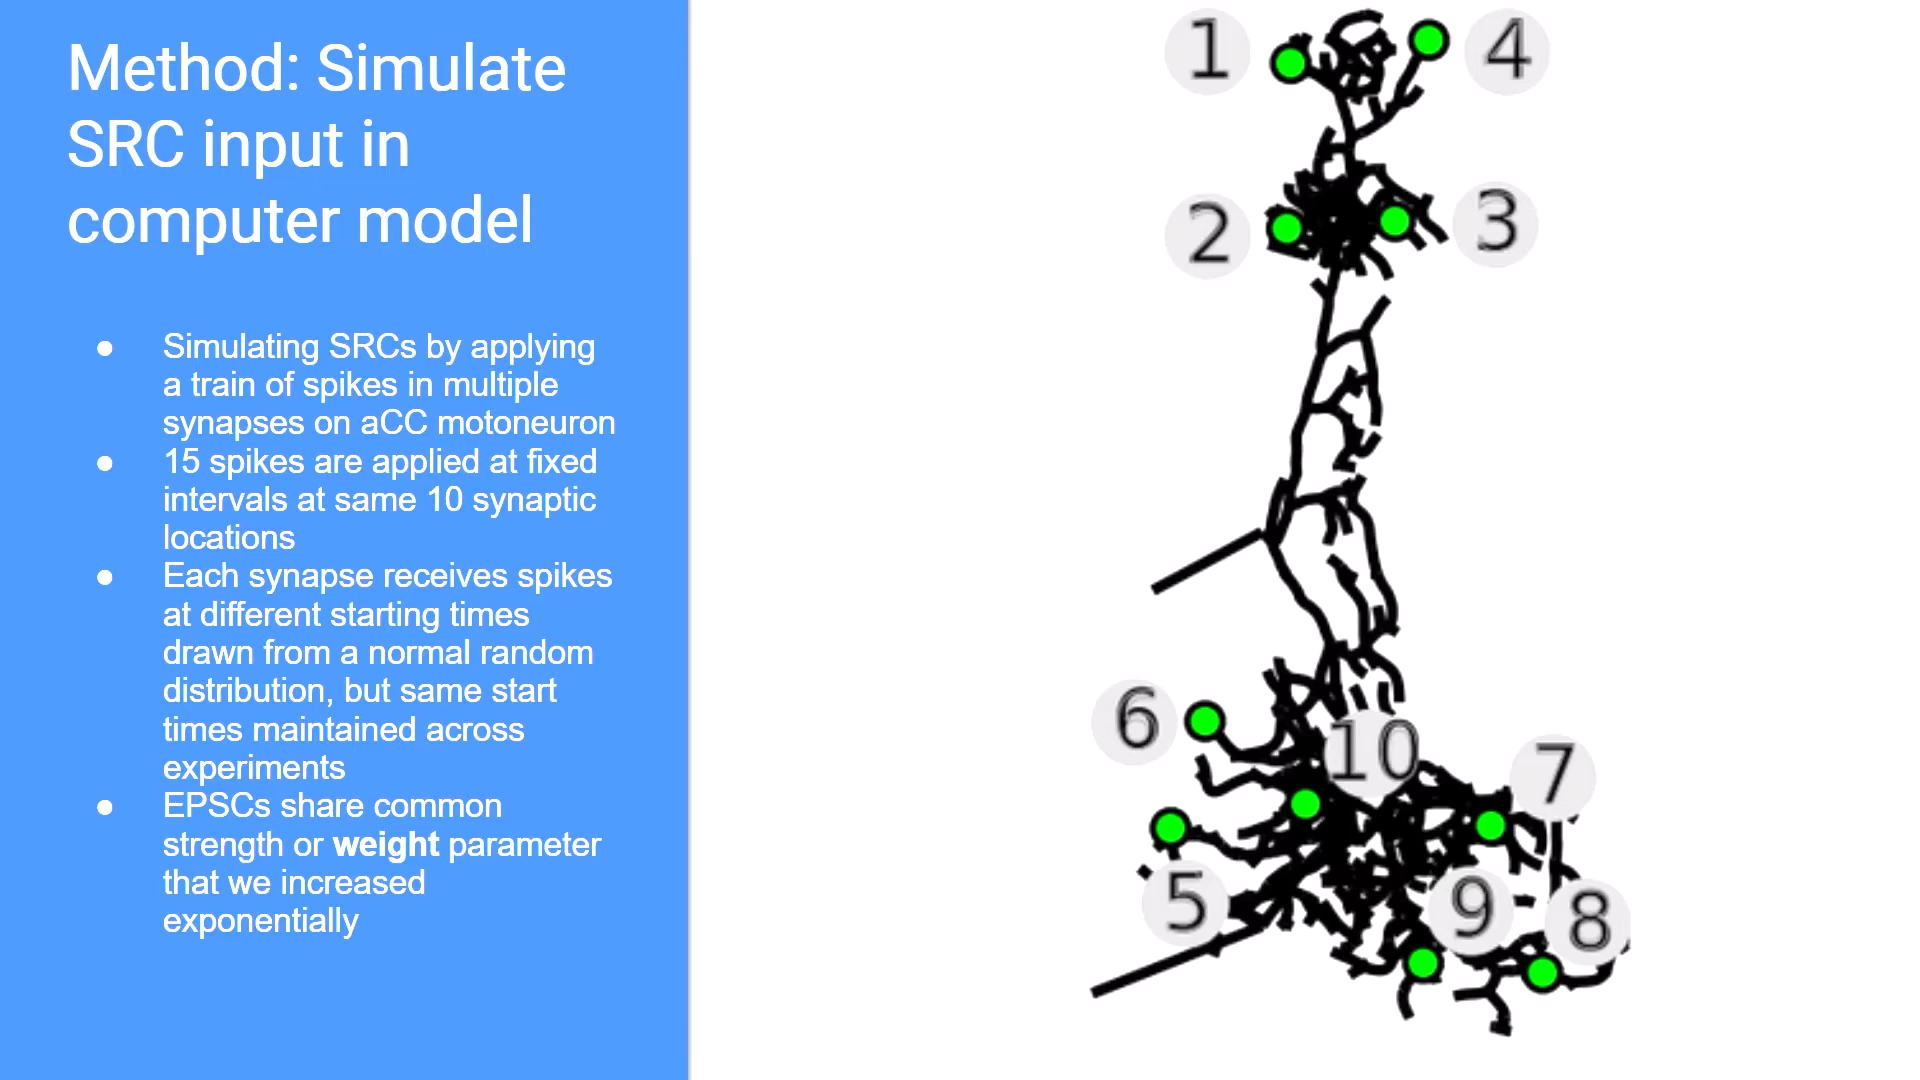 Method: Simulate
SRC input in
computer model
● Simulating SRCs by applying
a train of spikes in multiple
synapses on aCC motoneuron
● 15 spikes are applied at fixed
intervals at same 10 synaptic
locations
● Each synapse receives spikes
at different starting times
drawn from a normal random
distribution, but same start
times maintained across
experiments
● EPSCs share common
strength or weight parameter
that we increased
exponentially
1
4
2
3
6
10
7
5
9
8